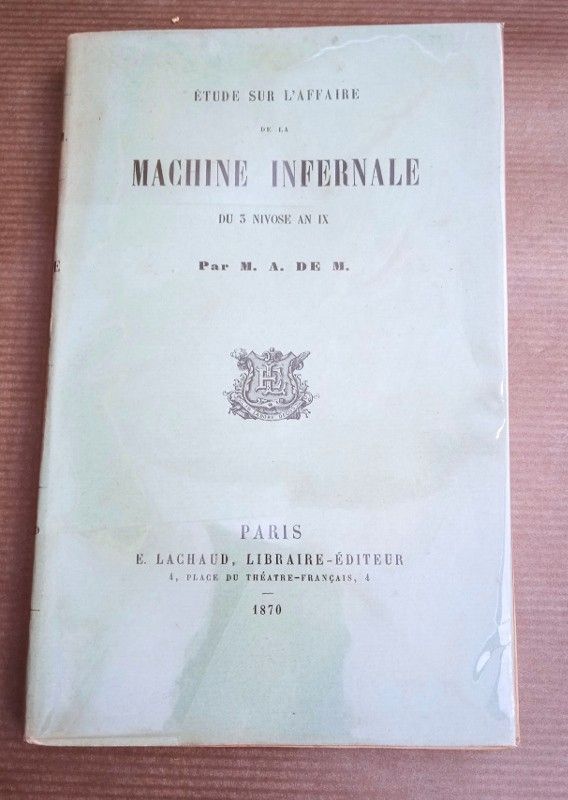 ÉTUDE SUR L'AFFAIRE
DE LA
MACHINE INFERNALE
DU 3 NIVOSE AN IX
Par M. A. DE M.
EL
PARIS
E. LACHAUD, LIBRAIRE-ÉDITEUR
4, PLACE DU THÉATRE-FRANÇAIS, 4
1870